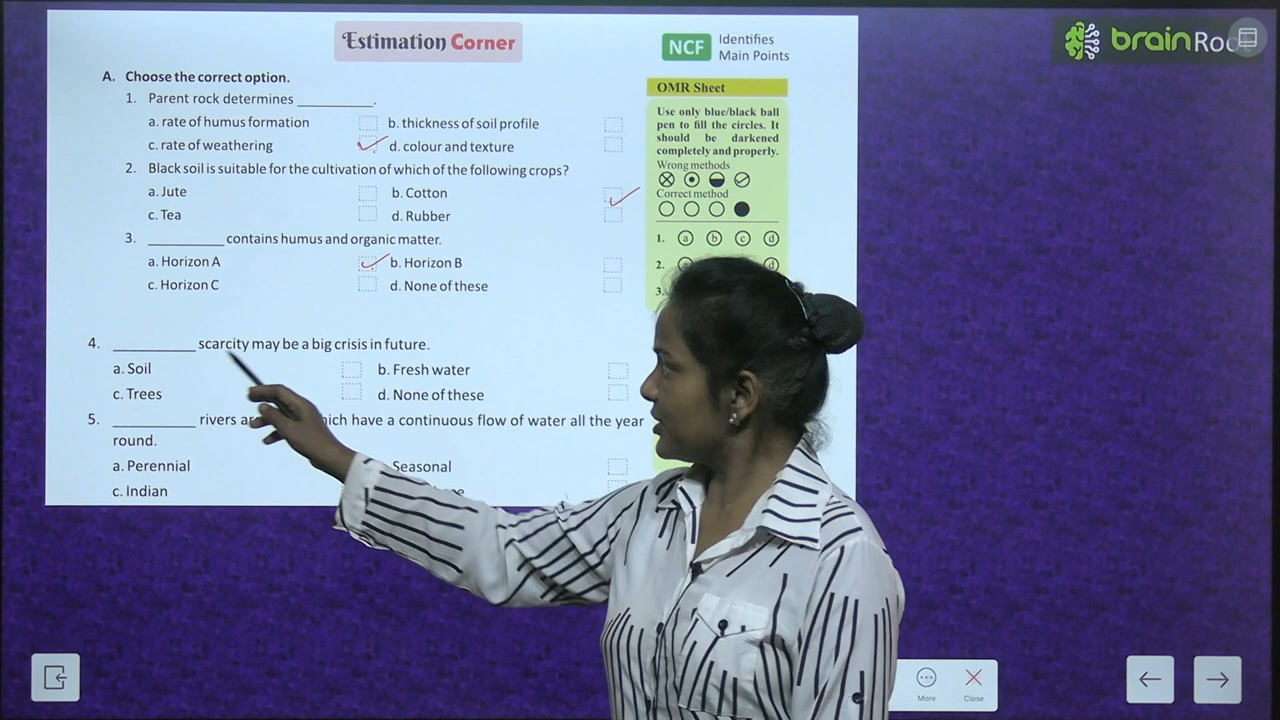 Estimation Corner
NCF Identifies
Main Points
brain Roo
A. Choose the correct option.
1. Parent rock determines ___________.
a. rate of humus formation b. thickness of soil profile
c. rate of weathering d. colour and texture
2. Black soil is suitable for the cultivation of which of the following crops?
a. Jute b. Cotton
c. Tea d. Rubber
3. ___________ contains humus and organic matter.
a. Horizon A b. Horizon B
c. Horizon C d. None of these
4. ___________ scarcity may be a big crisis in future.
a. Soil b. Fresh water
c. Trees d. None of these
5. ___________ rivers have a continuous flow of water all the year
round.
a. Perennial Seasonal
c. Indian
OMR Sheet
Use only blue/black ball
pen to fill the circles. It
should be darkened
completely and properly.
Wrong methods
Correct method
1. a b c d
2. d
3.
More Close